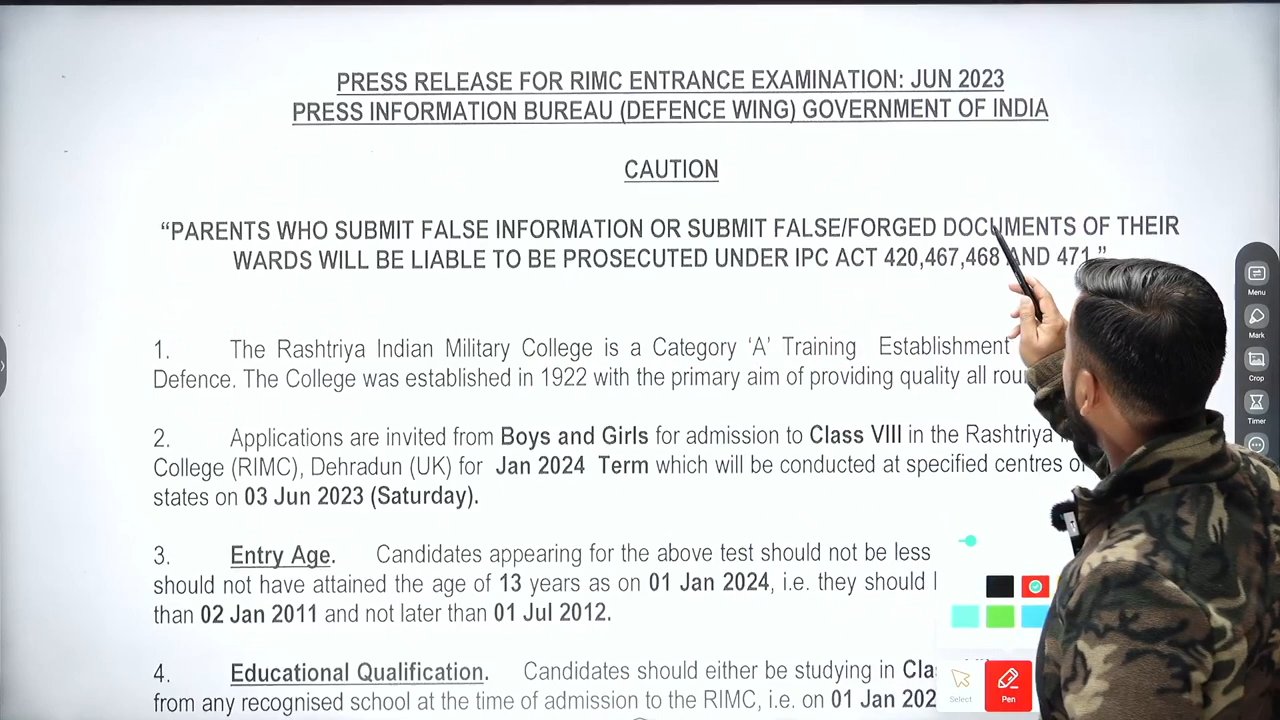 PRESS RELEASE FOR RIMC ENTRANCE EXAMINATION: JUN 2023
PRESS INFORMATION BUREAU (DEFENCE WING) GOVERNMENT OF INDIA
CAUTION
“PARENTS WHO SUBMIT FALSE INFORMATION OR SUBMIT FALSE/FORGED DOCUMENTS OF THEIR
WARDS WILL BE LIABLE TO BE PROSECUTED UNDER IPC ACT 420,467,468 AND 471.”
1. The Rashtriya Indian Military College is a Category ‘A’ Training Establishment
Defence. The College was established in 1922 with the primary aim of providing quality all
2. Applications are invited from Boys and Girls for admission to Class VIII in the Rashtriya
College (RIMC), Dehradun (UK) for Jan 2024 Term which will be conducted at specified centres
states on 03 Jun 2023 (Saturday).
3. Entry Age. Candidates appearing for the above test should not be less
should not have attained the age of 13 years as on 01 Jan 2024, i.e. they should
than 02 Jan 2011 and not later than 01 Jul 2012.
4. Educational Qualification. Candidates should either be studying in
from any recognised school at the time of admission to the RIMC, i.e. on 01 Jan
Menu
Mark
Crop
Timer
Select
Pen